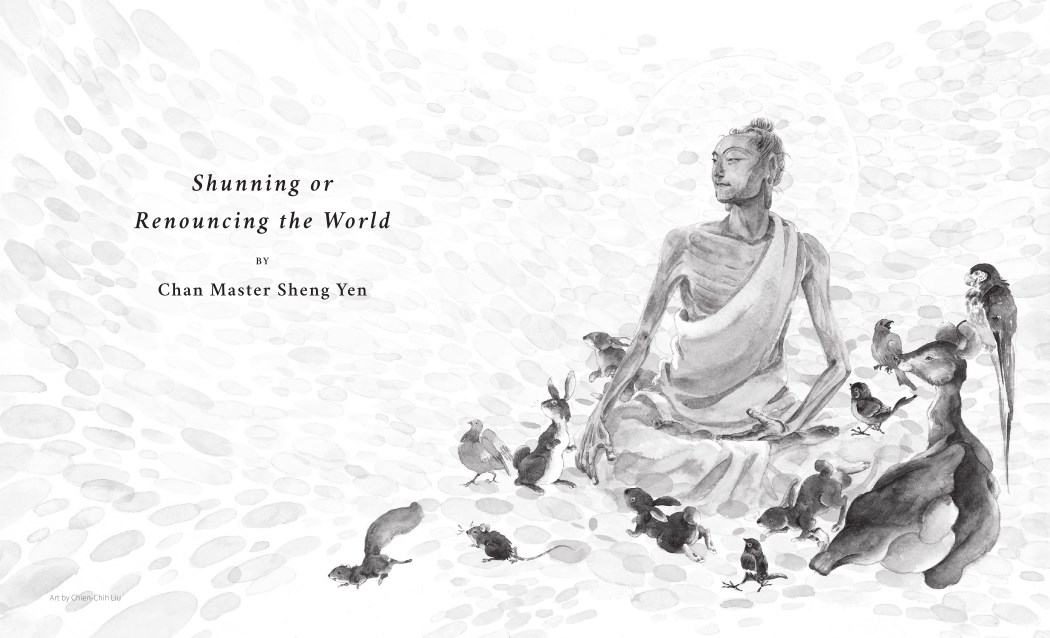 Shunning or
Renouncing the World
BY
Chan Master Sheng Yen
Art by Chien-Chih Liu